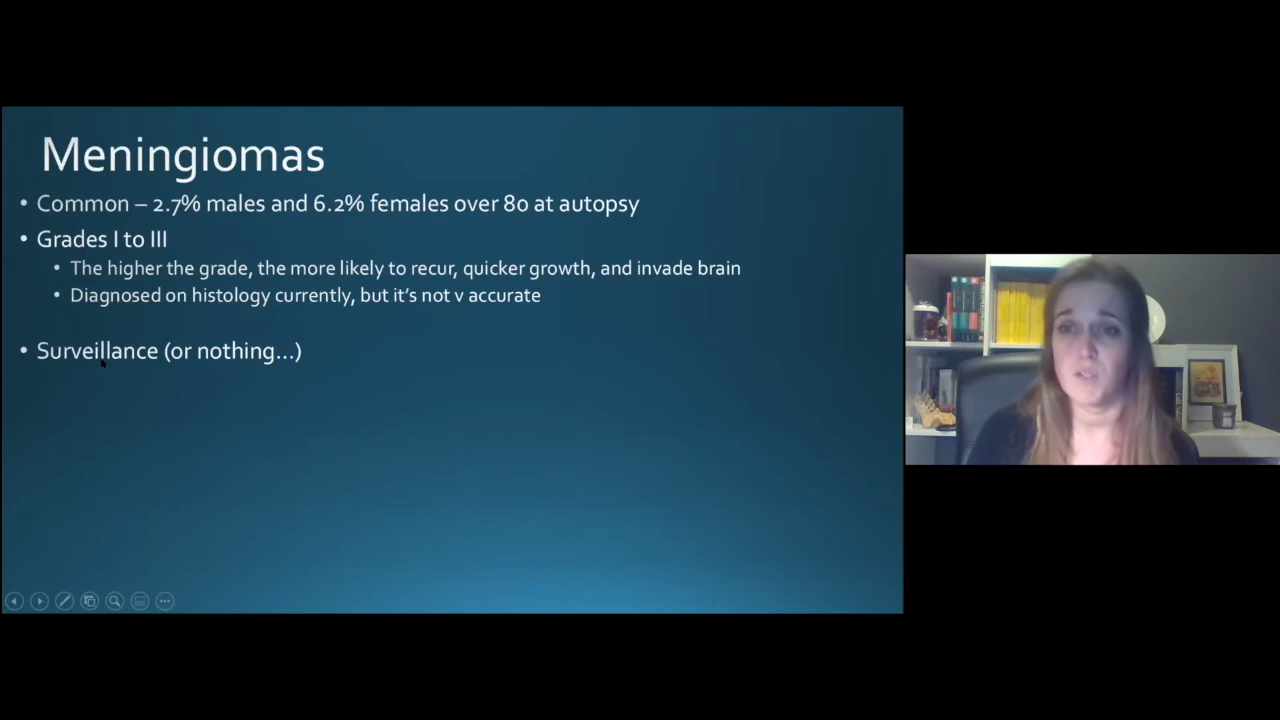 Meningiomas
• Common – 2.7% males and 6.2% females over 80 at autopsy
• Grades I to III
• The higher the grade, the more likely to recur, quicker growth, and invade brain
• Diagnosed on histology currently, but it's not v accurate
• Surveillance (or nothing...)